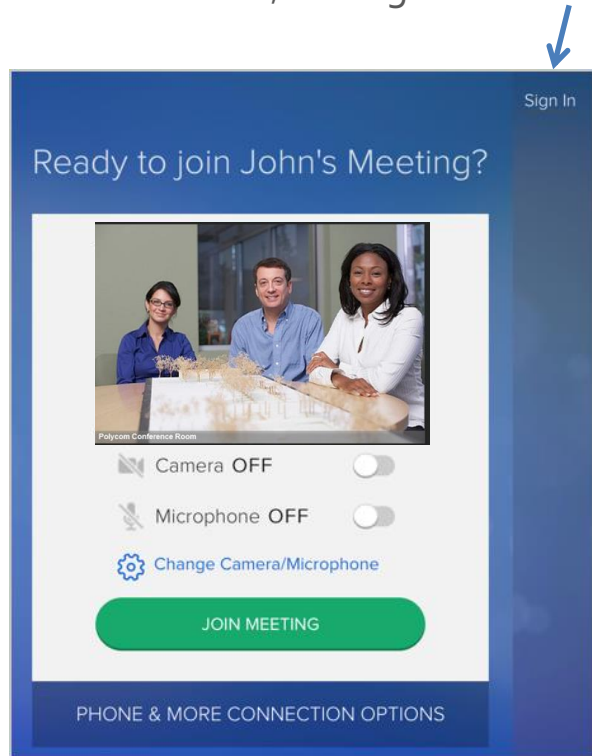 Sign In
Ready to join John's Meeting?
Polycom Conference Room
Camera OFF
Microphone OFF
Change Camera/Microphone
JOIN MEETING
PHONE & MORE CONNECTION OPTIONS